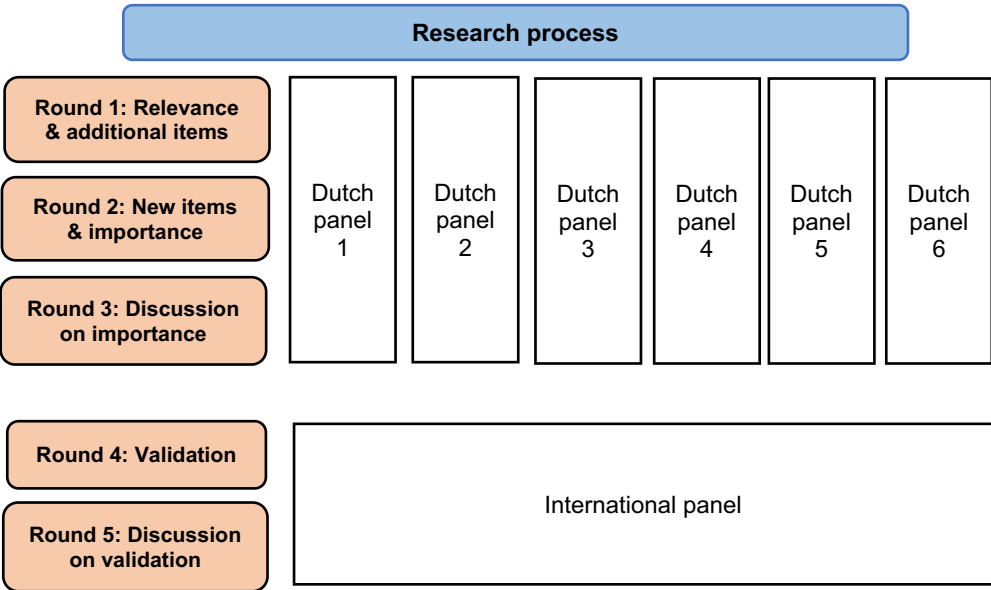 Research process
Round 1: Relevance
& additional items
Round 2: New items
& importance
Round 3: Discussion
on importance
Dutch
panel
1
Dutch
panel
2
Dutch
panel
3
Dutch
panel
4
Dutch
panel
5
Dutch
panel
6
Round 4: Validation
Round 5: Discussion
on validation
International panel